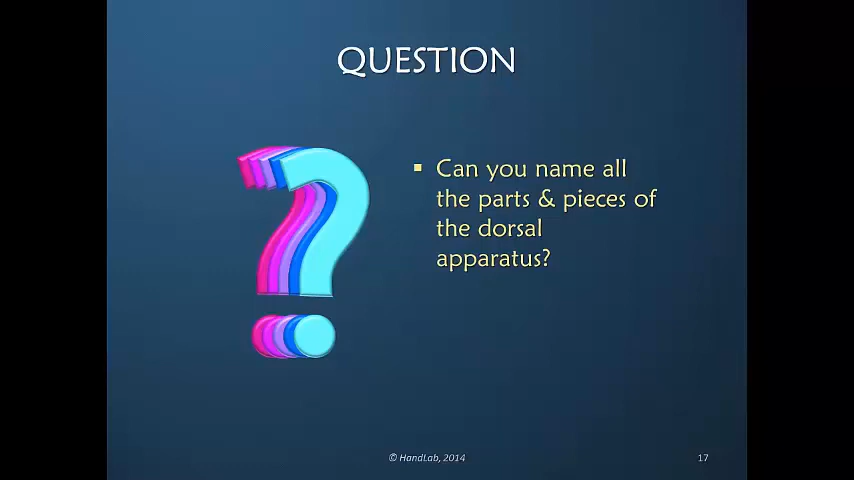 QUESTION
▪ Can you name all
the parts & pieces of
the dorsal
apparatus?
© HandLab, 2014
17